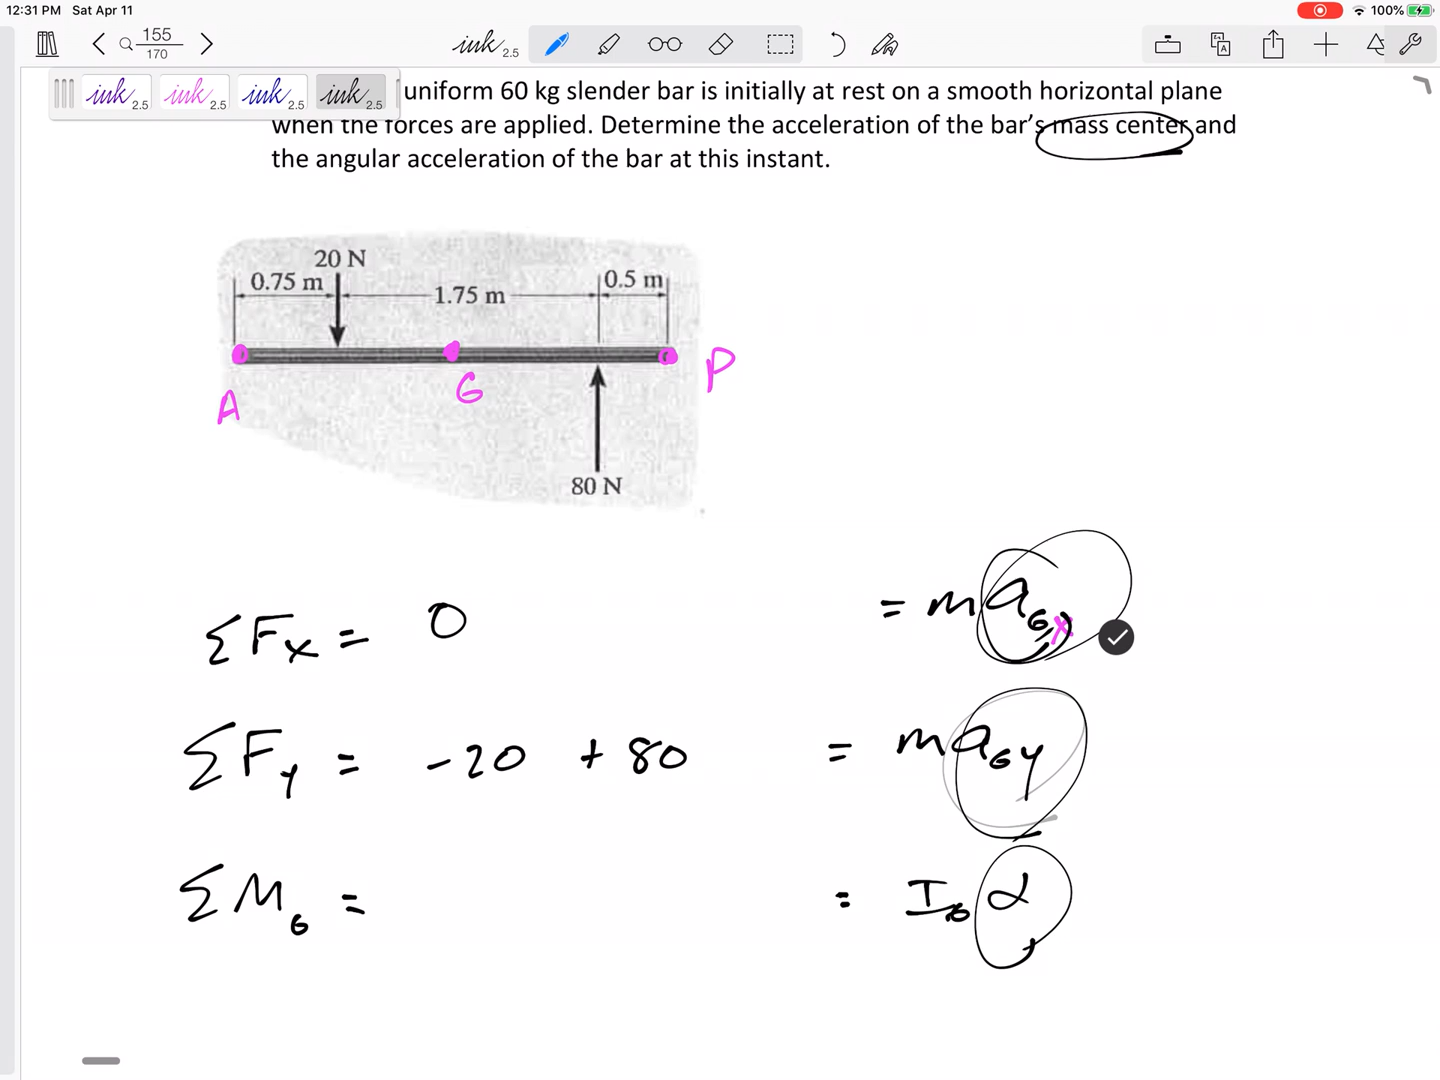 12:31 PM Sat Apr 11
100%
155
170
ink 2.5
ink 2.5 ink 2.5 ink 2.5 ink 2.5
uniform 60 kg slender bar is initially at rest on a smooth horizontal plane
when the forces are applied. Determine the acceleration of the bar’s mass center and
the angular acceleration of the bar at this instant.
20 N
0.75 m
1.75 m
0.5 m
A
G
P
80 N
ΣFx = 0 = maGx
ΣFy = -20 + 80 = maGy
ΣMG = = IGα